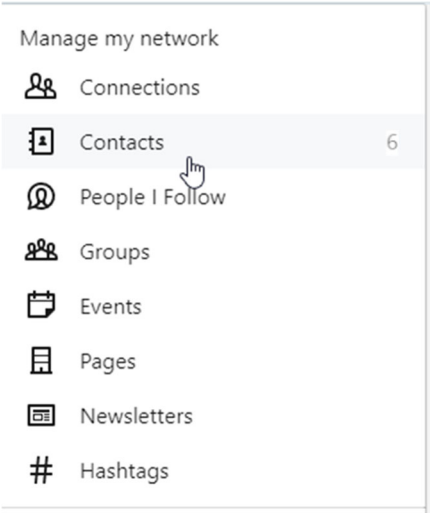 Manage my network
Connections
Contacts 6
People I Follow
Groups
Events
Pages
Newsletters
# Hashtags